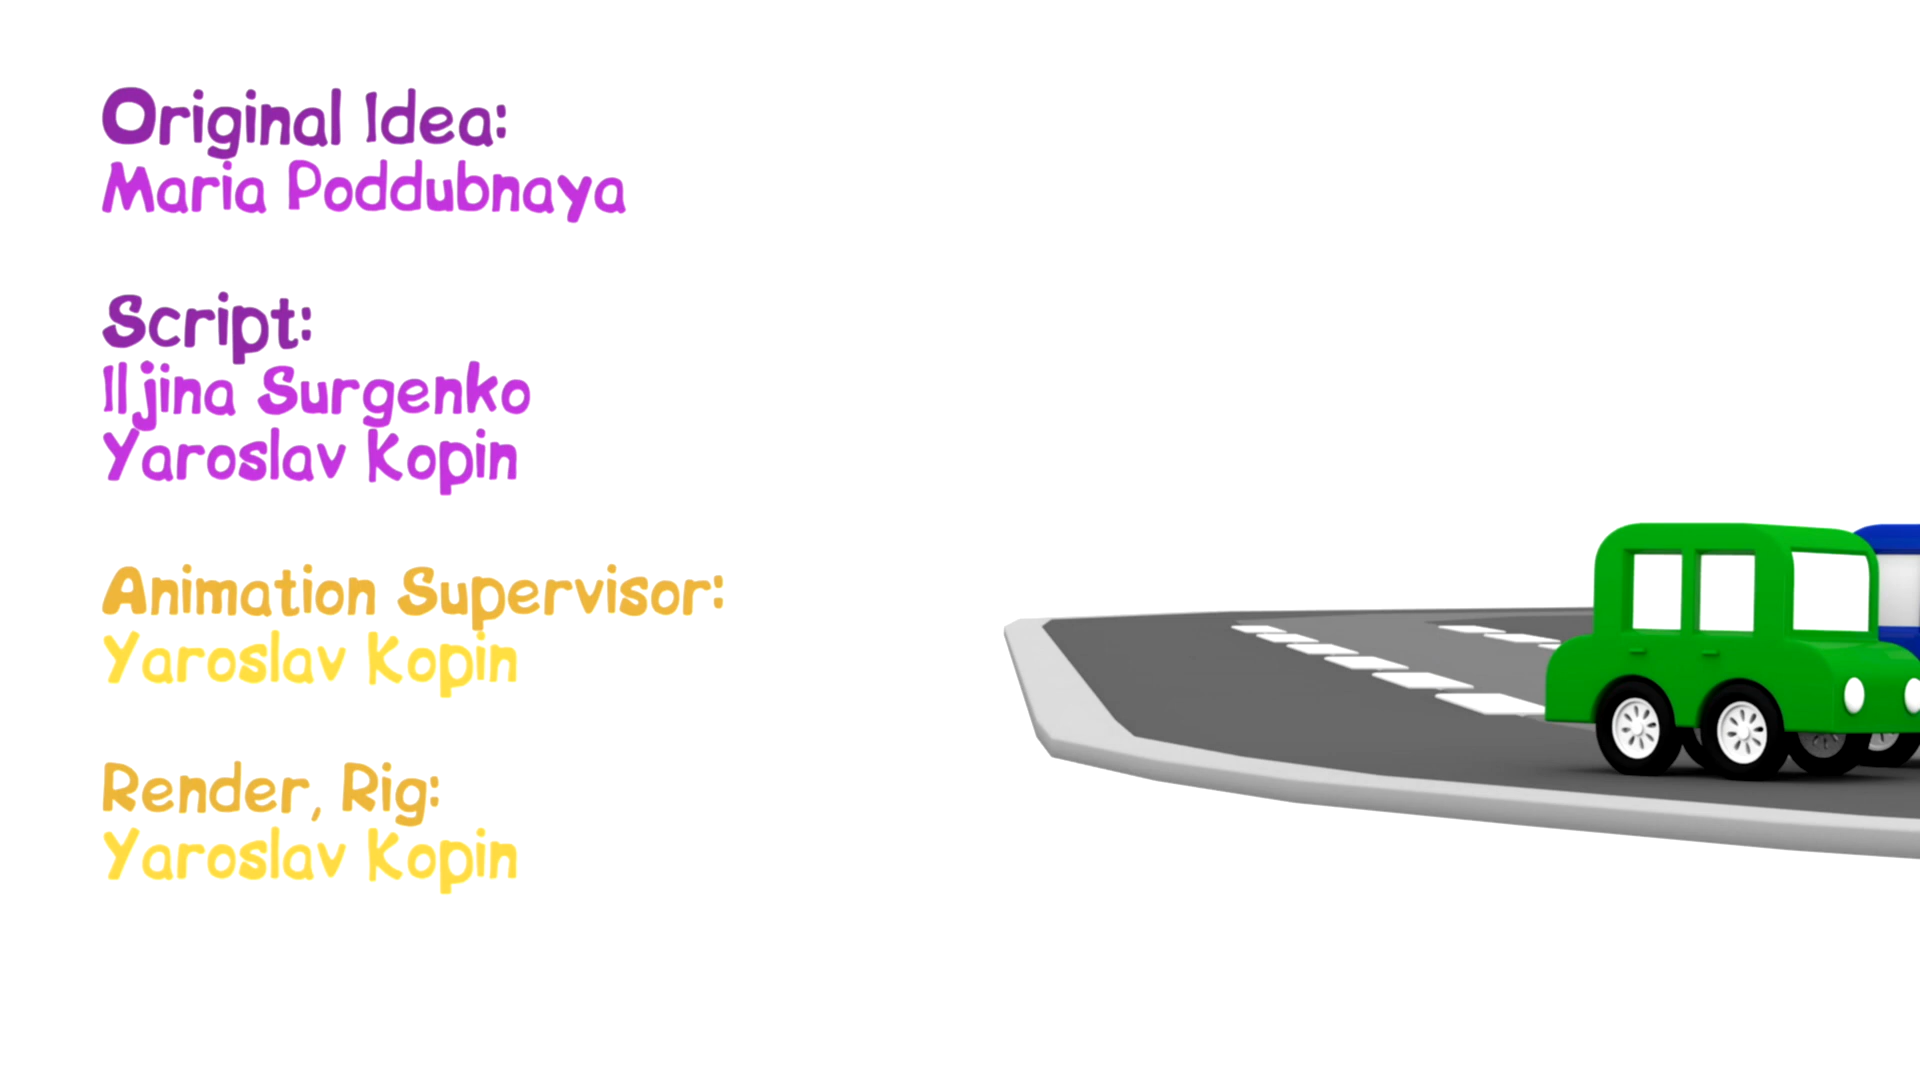 Original Idea:
Maria Poddubnaya
Script:
Iljina Surgenko
Yaroslav Kopin
Animation Supervisor:
Yaroslav Kopin
Render, Rig:
Yaroslav Kopin